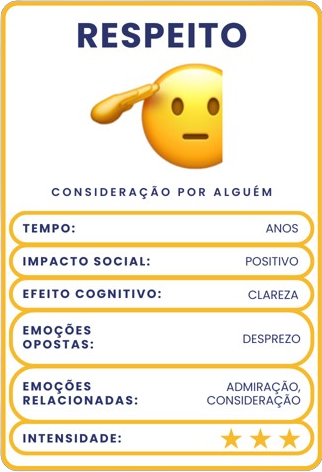 RESPEITO
CONSIDERAÇÃO POR ALGUÉM
TEMPO: ANOS
IMPACTO SOCIAL: POSITIVO
EFEITO COGNITIVO: CLAREZA
EMOÇÕES
OPOSTAS: DESPREZO
EMOÇÕES
RELACIONADAS: ADMIRAÇÃO,
CONSIDERAÇÃO
INTENSIDADE: ★ ★ ★